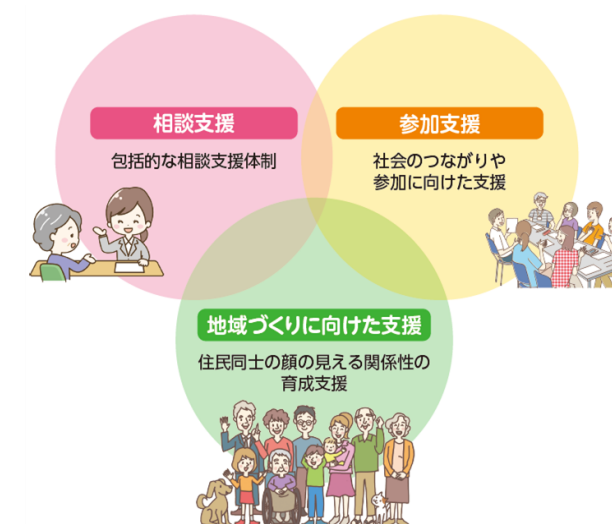 相談支援
包括的な相談支援体制
参加支援
社会のつながりや
参加に向けた支援
地域づくりに向けた支援
住民同士の顔の見える関係性の
育成支援